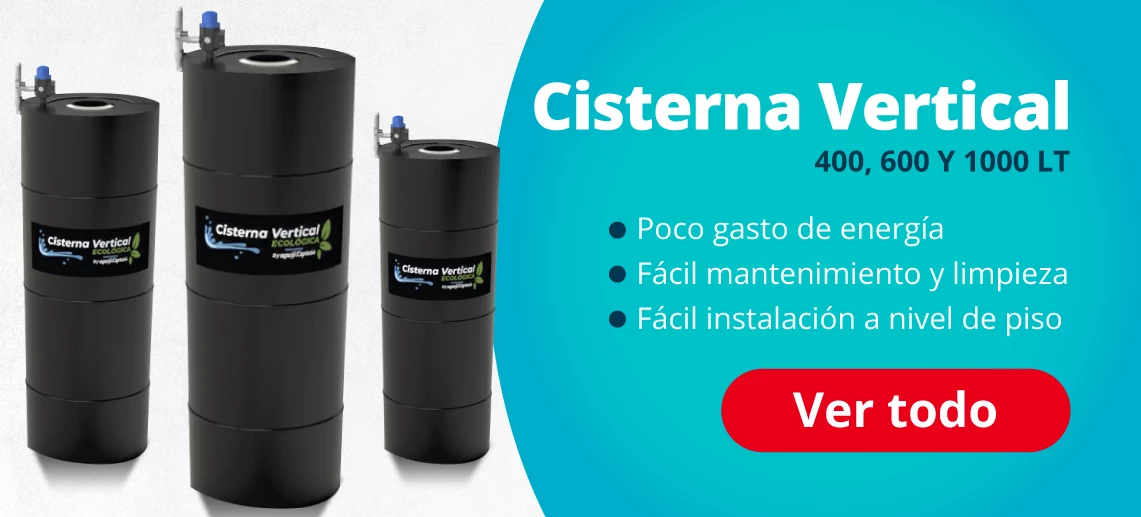 Cisterna Vertical
400, 600 Y 1000 LT
Poco gasto de energía
Fácil mantenimiento y limpieza
Fácil instalación a nivel de piso
Ver todo
Cisterna Vertical
ECOLÓGICA
Cisterna Vertical
ECOLÓGICA
Cisterna Vertical
ECOLÓGICA